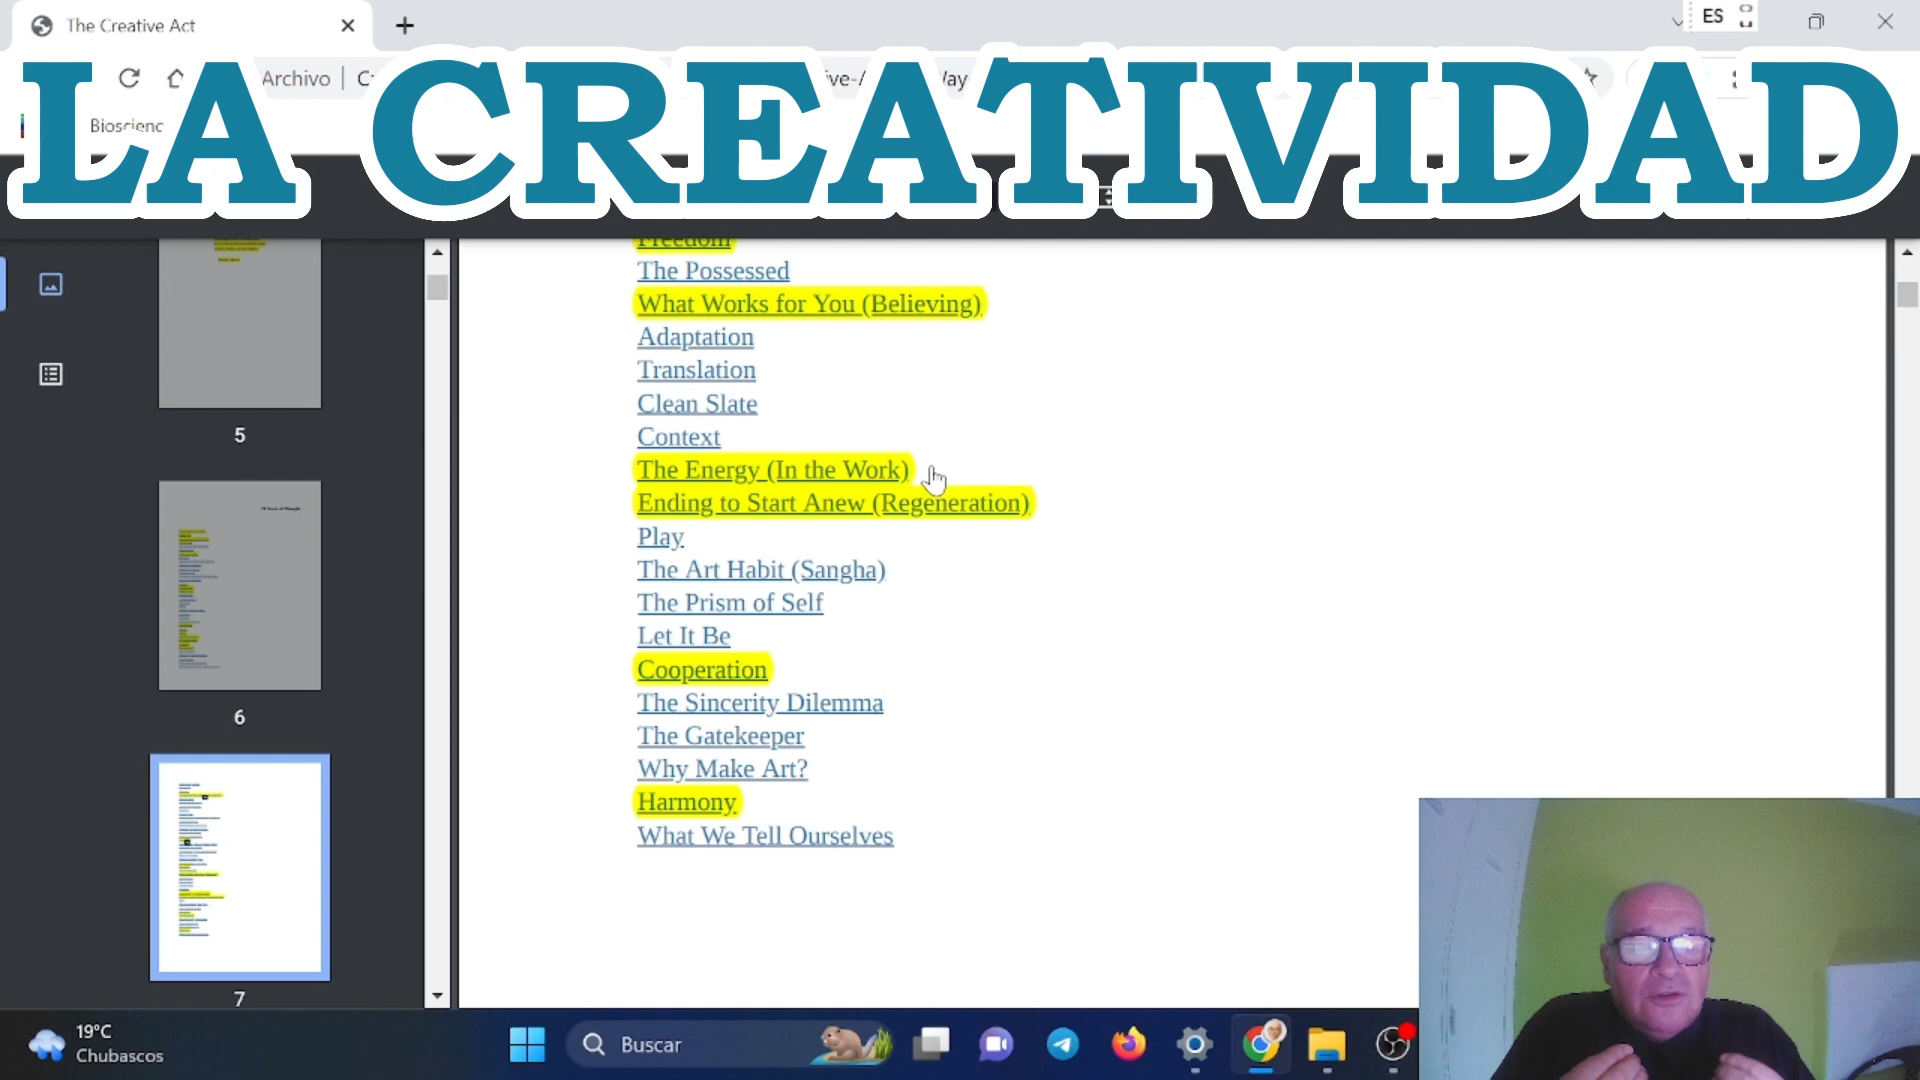 The Creative Act
ES
LA CREATIVIDAD
Archivo
Bioscienc
Freedom
The Possessed
What Works for You (Believing)
Adaptation
Translation
Clean Slate
Context
The Energy (In the Work)
Ending to Start Anew (Regeneration)
Play
The Art Habit (Sangha)
The Prism of Self
Let It Be
Cooperation
The Sincerity Dilemma
The Gatekeeper
Why Make Art?
Harmony
What We Tell Ourselves
5
6
7
19°C
Chubascos
Buscar